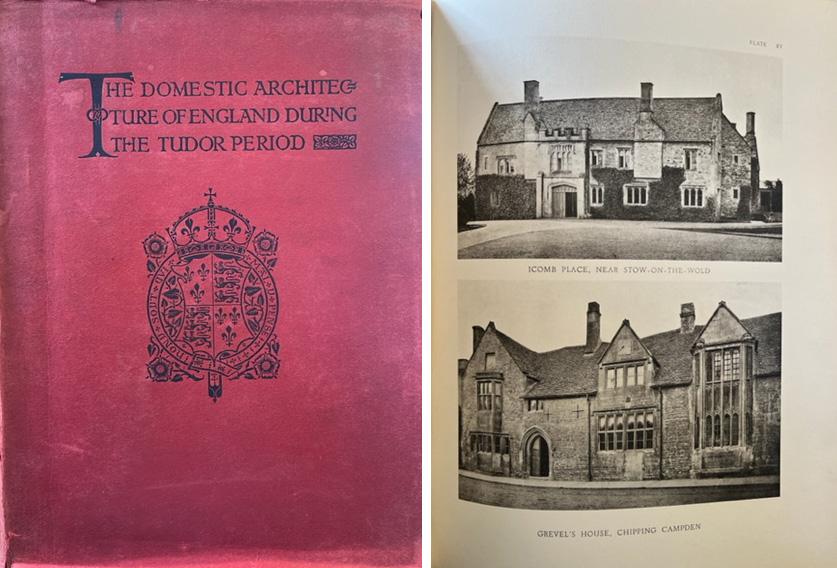 THE DOMESTIC ARCHITEC
TURE OF ENGLAND DURING
THE TUDOR PERIOD
PLATE XV
ICOMB PLACE, NEAR STOW-ON-THE-WOLD
GREVEL'S HOUSE, CHIPPING CAMPDEN